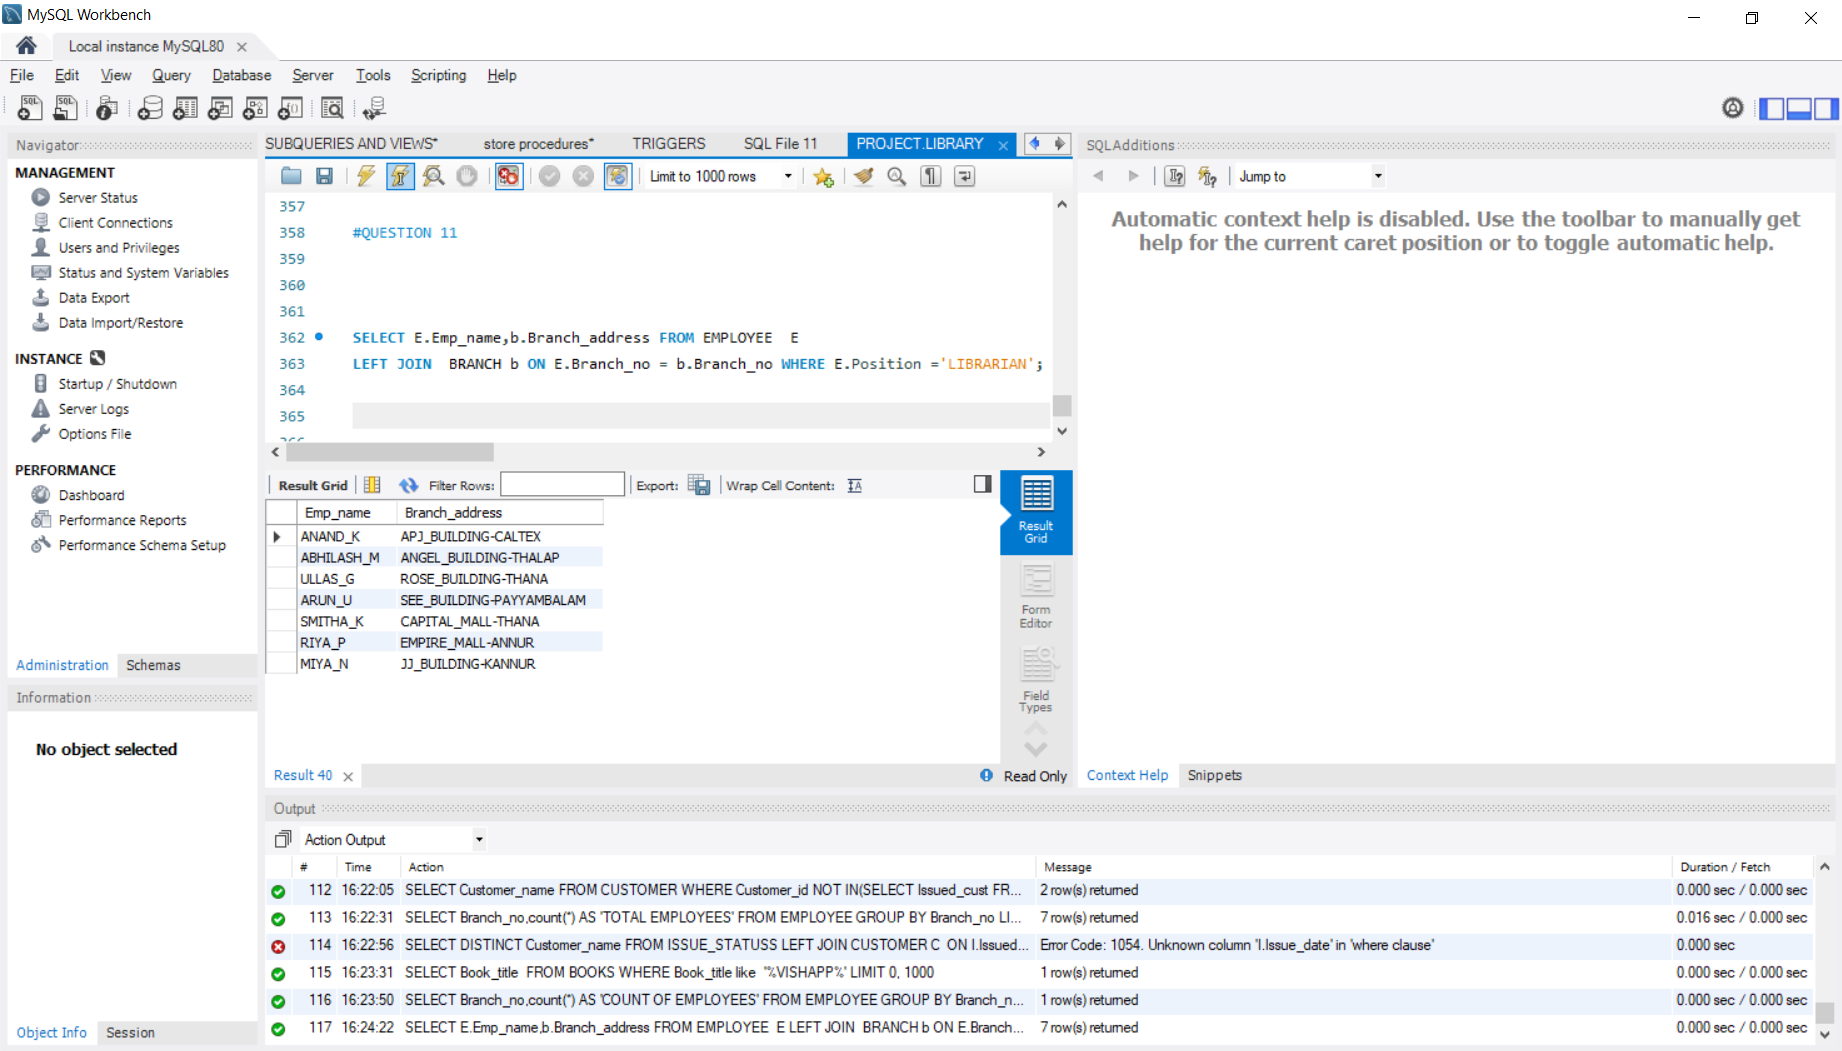 MySQL Workbench
Local instance MySQL80
File Edit View Query Database Server Tools Scripting Help
Navigator
MANAGEMENT
Server Status
Client Connections
Users and Privileges
Status and System Variables
Data Export
Data Import/Restore
INSTANCE
Startup / Shutdown
Server Logs
Options File
PERFORMANCE
Dashboard
Performance Reports
Performance Schema Setup
Administration Schemas
Information
No object selected
Object Info Session
SUBQUERIES AND VIEWS* store procedures* TRIGGERS SQL File 11 PROJECT.LIBRARY
Limit to 1000 rows
357
358 #QUESTION 11
359
360
361
362 SELECT E.Emp_name,b.Branch_address FROM EMPLOYEE E
363 LEFT JOIN BRANCH b ON E.Branch_no = b.Branch_no WHERE E.Position ='LIBRARIAN';
364
365
366
Result Grid Filter Rows: Export: Wrap Cell Content:
Emp_name Branch_address
ANAND_K APJ_BUILDING-CALTEX
ABHILASH_M ANGEL_BUILDING-THALAP
ULLAS_G ROSE_BUILDING-THANA
ARUN_U SEE_BUILDING-PAYYAMBALAM
SMITHA_K CAPITAL_MALL-THANA
RIYA_P EMPIRE_MALL-ANNUR
MIYA_N JJ_BUILDING-KANNUR
Result
Grid
Form
Editor
Field
Types
Result 40 Read Only
SQLAdditions
Jump to
Automatic context help is disabled. Use the toolbar to manually get
help for the current caret position or to toggle automatic help.
Context Help Snippets
Output
Action Output
# Time Action Message Duration / Fetch
112 16:22:05 SELECT Customer_name FROM CUSTOMER WHERE Customer_id NOT IN(SELECT Issued_cust FR... 2 row(s) returned 0.000 sec / 0.000 sec
113 16:22:31 SELECT Branch_no,count(*) AS 'TOTAL EMPLOYEES' FROM EMPLOYEE GROUP BY Branch_no LI... 7 row(s) returned 0.016 sec / 0.000 sec
114 16:22:56 SELECT DISTINCT Customer_name FROM ISSUE_STATUSS LEFT JOIN CUSTOMER C ON I.Issued... Error Code: 1054. Unknown column 'I.Issue_date' in 'where clause' 0.000 sec
115 16:23:31 SELECT Book_title FROM BOOKS WHERE Book_title like '%VISHAPP%' LIMIT 0, 1000 1 row(s) returned 0.000 sec / 0.000 sec
116 16:23:50 SELECT Branch_no,count(*) AS 'COUNT OF EMPLOYEES' FROM EMPLOYEE GROUP BY Branch_n... 1 row(s) returned 0.000 sec / 0.000 sec
117 16:24:22 SELECT E.Emp_name,b.Branch_address FROM EMPLOYEE E LEFT JOIN BRANCH b ON E.Branch... 7 row(s) returned 0.000 sec / 0.000 sec